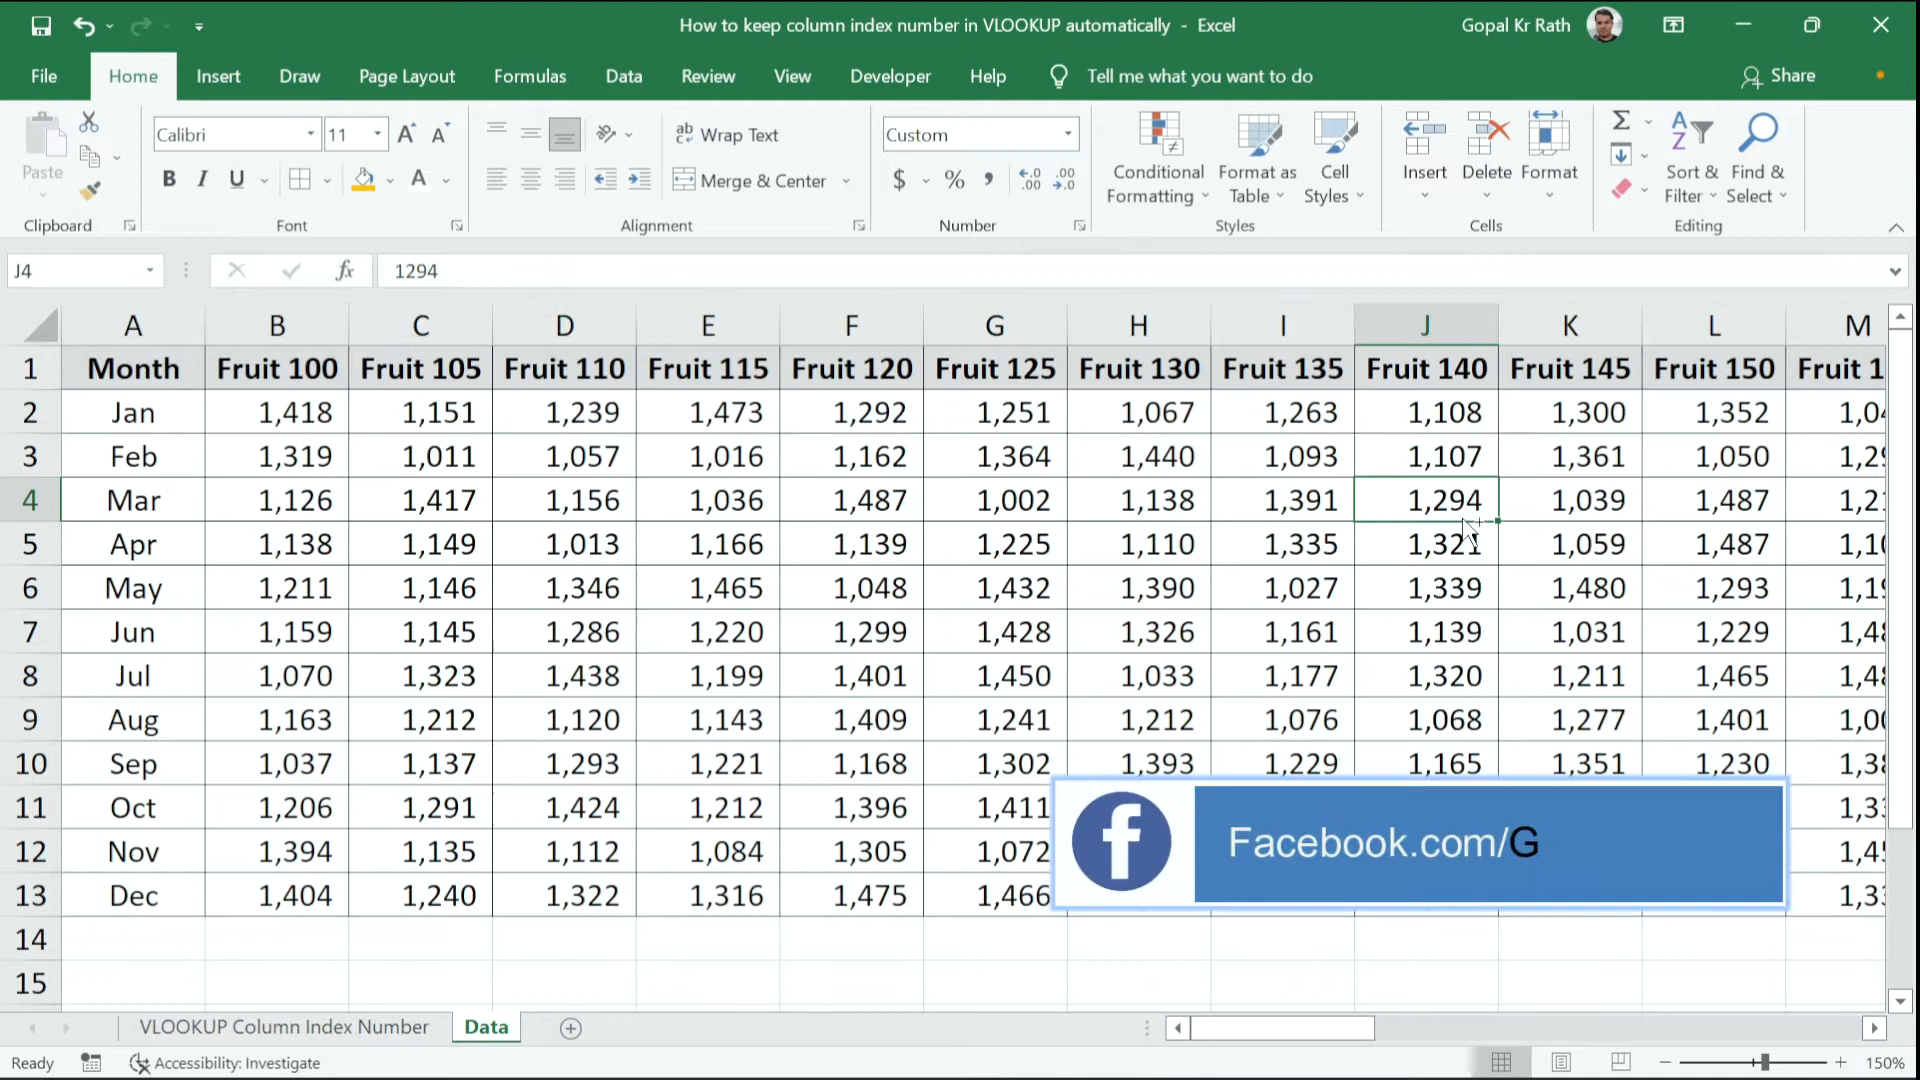 How to keep column index number in VLOOKUP automatically - Excel
Gopal Kr Rath
File Home Insert Draw Page Layout Formulas Data Review View Developer Help Tell me what you want to do Share
Paste
Clipboard
Calibri 11
B I U A
Font
Wrap Text
Merge & Center
Alignment
Custom
$ % ,
Number
Conditional Formatting
Format as Table
Cell Styles
Styles
Insert Delete Format
Cells
Sort & Filter
Find & Select
Editing
J4 fx 1294
A B C D E F G H I J K L M
1 Month Fruit 100 Fruit 105 Fruit 110 Fruit 115 Fruit 120 Fruit 125 Fruit 130 Fruit 135 Fruit 140 Fruit 145 Fruit 150 Fruit 1
2 Jan 1,418 1,151 1,239 1,473 1,292 1,251 1,067 1,263 1,108 1,300 1,352
3 Feb 1,319 1,011 1,057 1,016 1,162 1,364 1,440 1,093 1,107 1,361 1,050
4 Mar 1,126 1,417 1,156 1,036 1,487 1,002 1,138 1,391 1,294 1,039 1,487
5 Apr 1,138 1,149 1,013 1,166 1,139 1,225 1,110 1,335 1,321 1,059 1,487
6 May 1,211 1,146 1,346 1,465 1,048 1,432 1,390 1,027 1,339 1,480 1,293
7 Jun 1,159 1,145 1,286 1,220 1,299 1,428 1,326 1,161 1,139 1,031 1,229
8 Jul 1,070 1,323 1,438 1,199 1,401 1,450 1,033 1,177 1,320 1,211 1,465
9 Aug 1,163 1,212 1,120 1,143 1,409 1,241 1,212 1,076 1,068 1,277 1,401
10 Sep 1,037 1,137 1,293 1,221 1,168 1,302 1,393 1,229 1,165 1,351 1,230
11 Oct 1,206 1,291 1,424 1,212 1,396 1,411
12 Nov 1,394 1,135 1,112 1,084 1,305 1,072
13 Dec 1,404 1,240 1,322 1,316 1,475 1,466
14
15
Facebook.com/G
VLOOKUP Column Index Number Data
Ready Accessibility: Investigate 150%